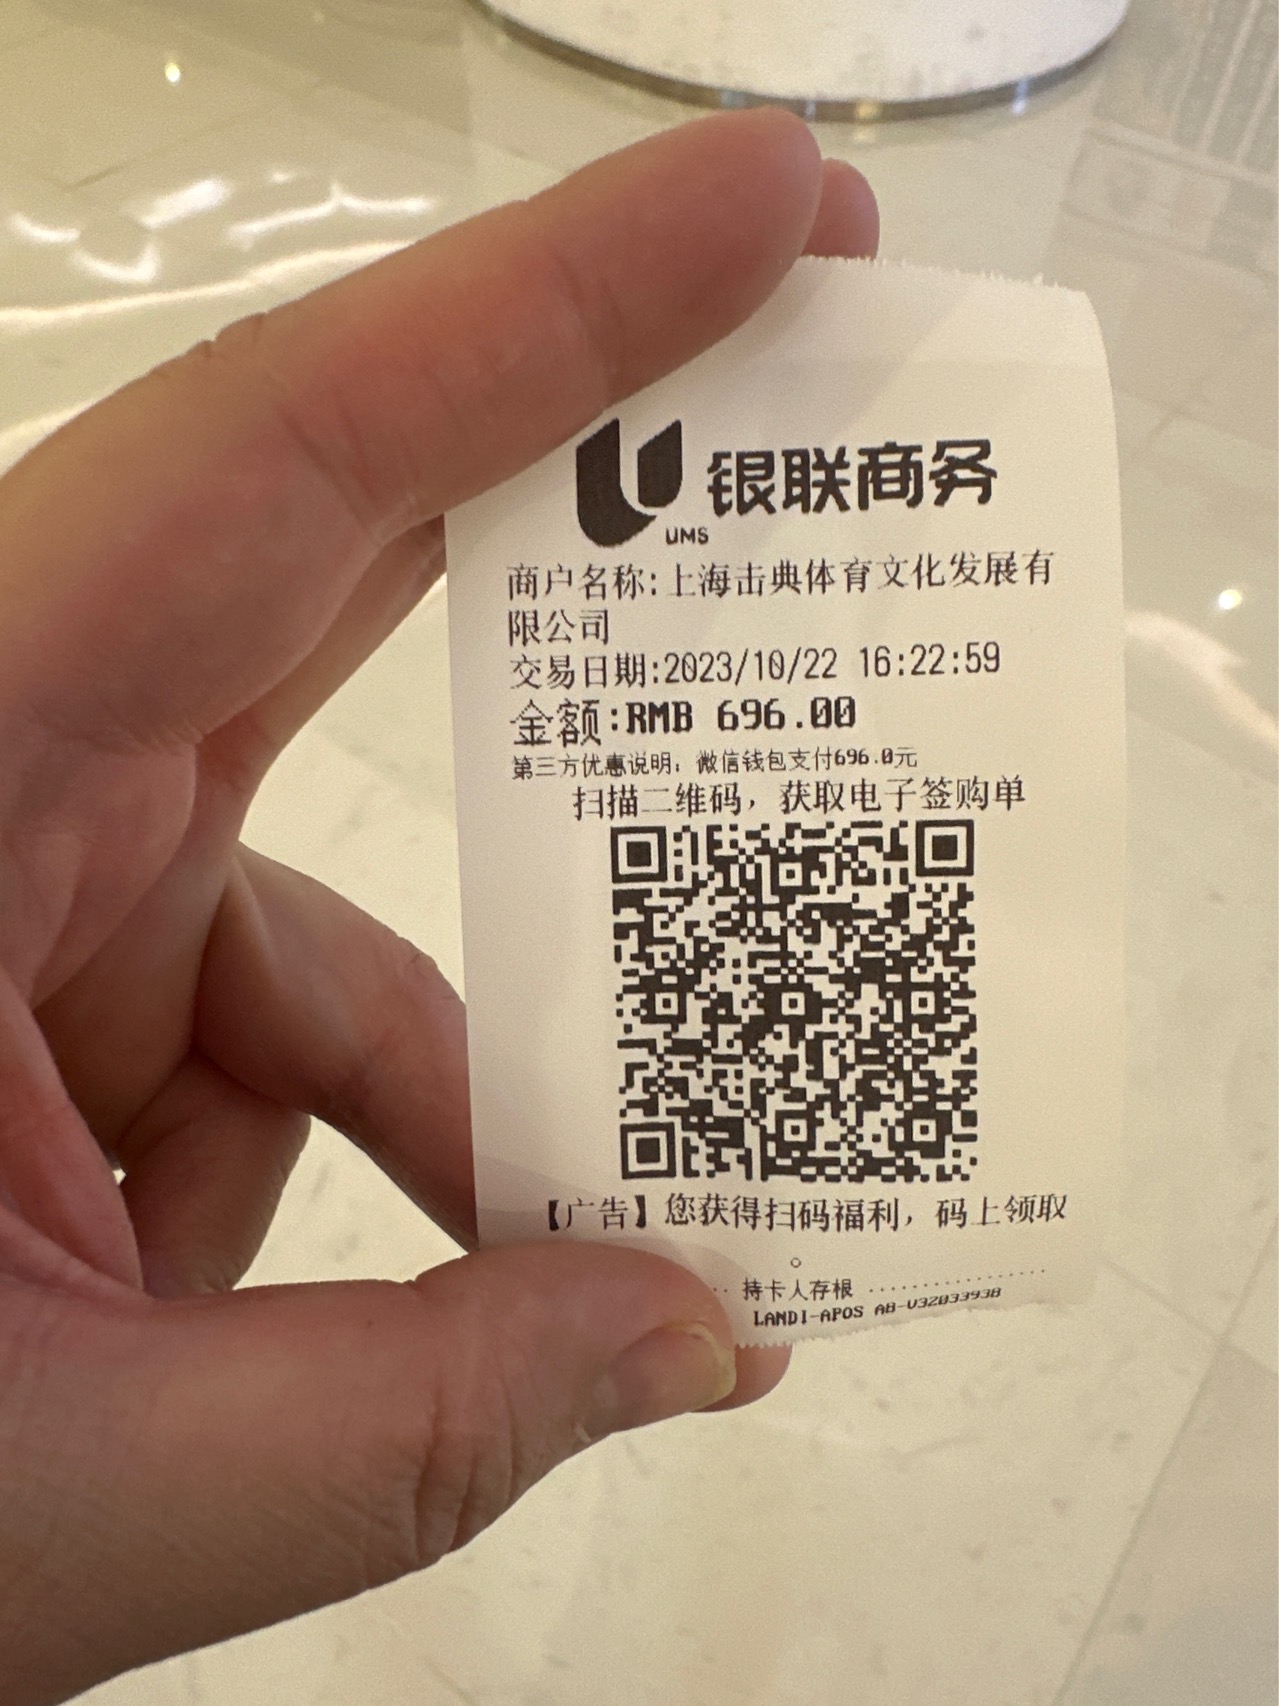 银联商务
UMS
商户名称:上海击典体育文化发展有
限公司
交易日期:2023/10/22 16:22:59
金额:RMB 696.00
第三方优惠说明: 微信钱包支付696.0元
扫描二维码，获取电子签购单
【广告】您获得扫码福利，码上领取
。
持卡人存根
LANDI-APOS AB-V32033938